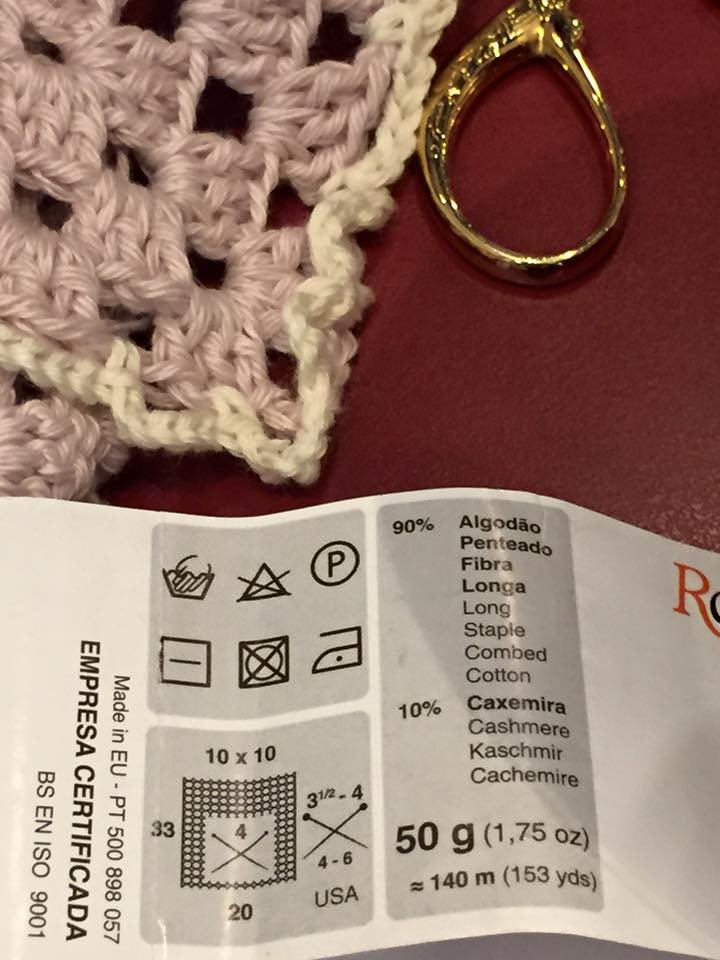 P
90% Algodão
Penteado
Fibra
Longa
Long
Staple
Combed
Cotton
10% Caxemira
Cashmere
Kaschmir
Cachemire
50 g (1,75 oz)
≈ 140 m (153 yds)
10 x 10
33
4
20
3 1/2 - 4
4 - 6
USA
Made in EU - PT 500 898 057
EMPRESA CERTIFICADA
BS EN ISO 9001